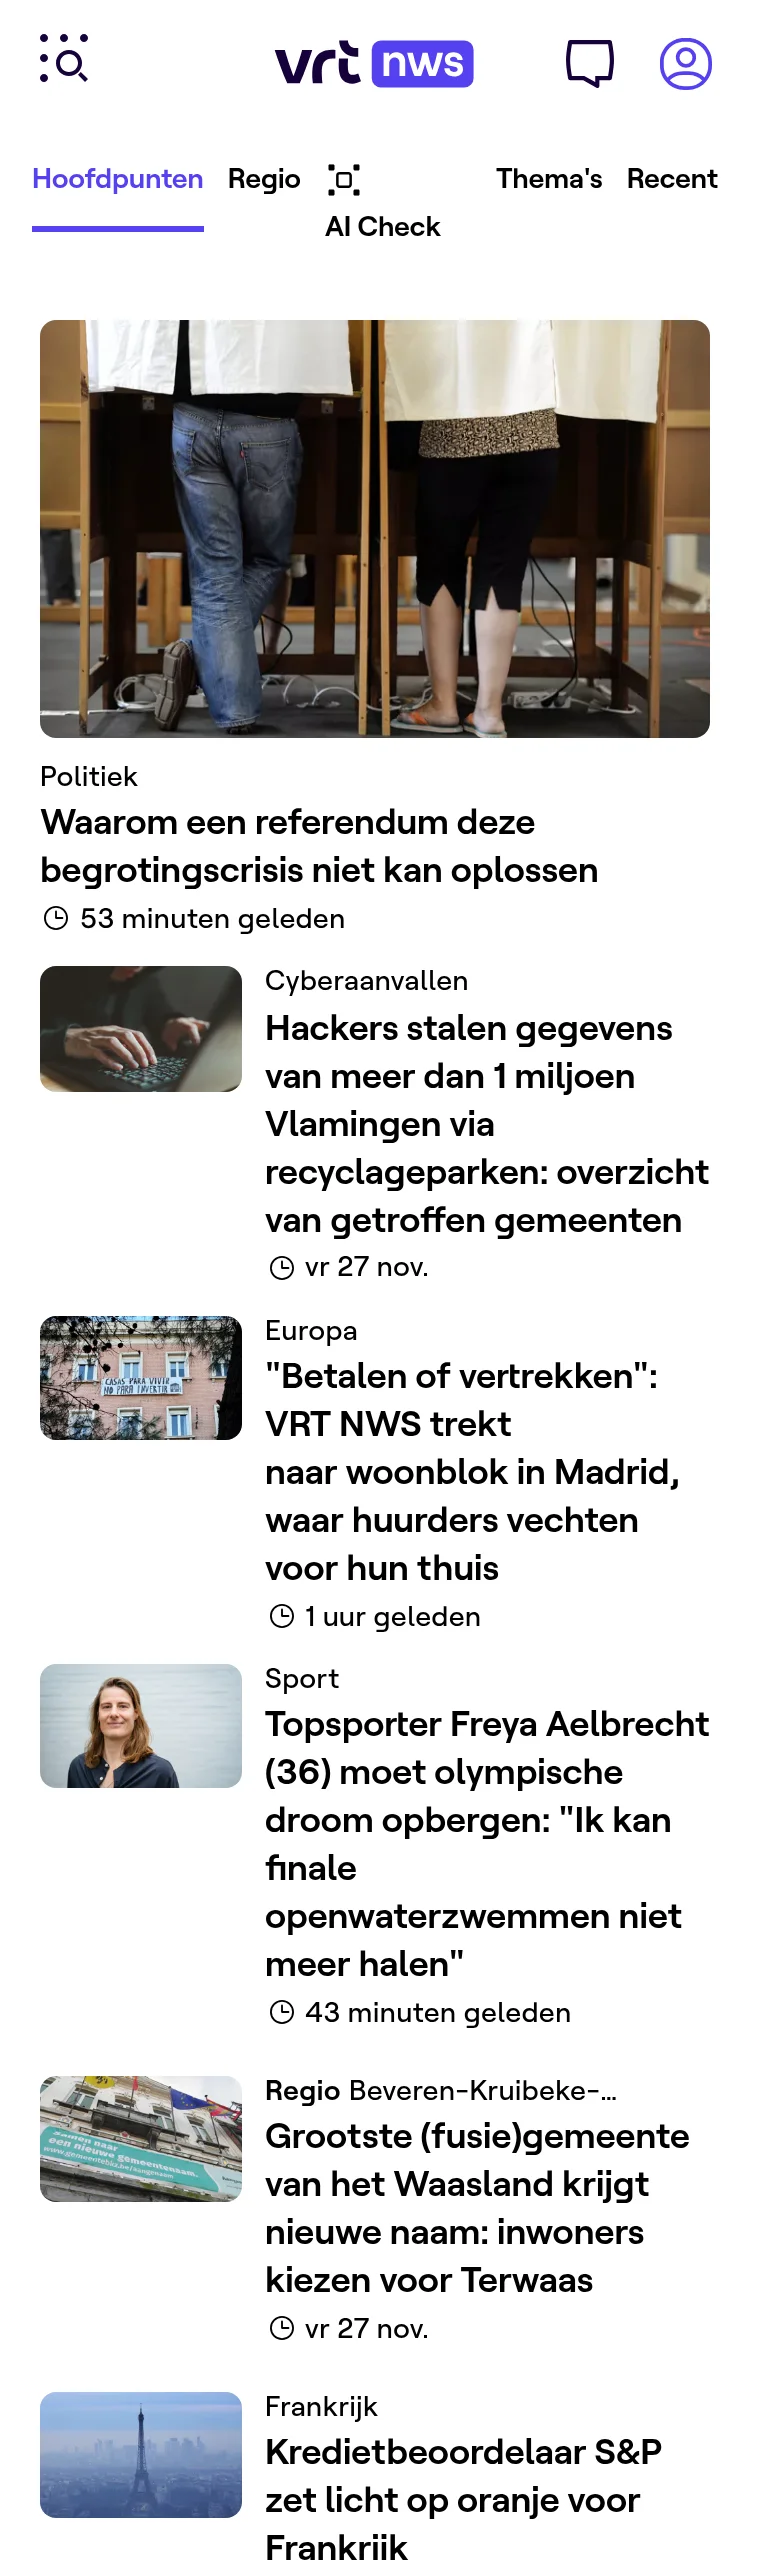 vrt nws
Hoofdpunten Regio AI Check Thema's Recent
Politiek
Waarom een referendum deze
begrotingscrisis niet kan oplossen
53 minuten geleden
Cyberaanvallen
Hackers stalen gegevens
van meer dan 1 miljoen
Vlamingen via
recyclageparken: overzicht
van getroffen gemeenten
vr 27 nov.
CASAS PARA VIVIR
NO PARA INVERTIR
Europa
"Betalen of vertrekken":
VRT NWS trekt
naar woonblok in Madrid,
waar huurders vechten
voor hun thuis
1 uur geleden
Sport
Topsporter Freya Aelbrecht
(36) moet olympische
droom opbergen: "Ik kan
finale
openwaterzwemmen niet
meer halen"
43 minuten geleden
Samen naar
een nieuwe gemeentenaam.
Regio Beveren-Kruibeke-...
Grootste (fusie)gemeente
van het Waasland krijgt
nieuwe naam: inwoners
kiezen voor Terwaas
vr 27 nov.
Frankrijk
Kredietbeoordelaar S&P
zet licht op oranje voor
Frankrijk